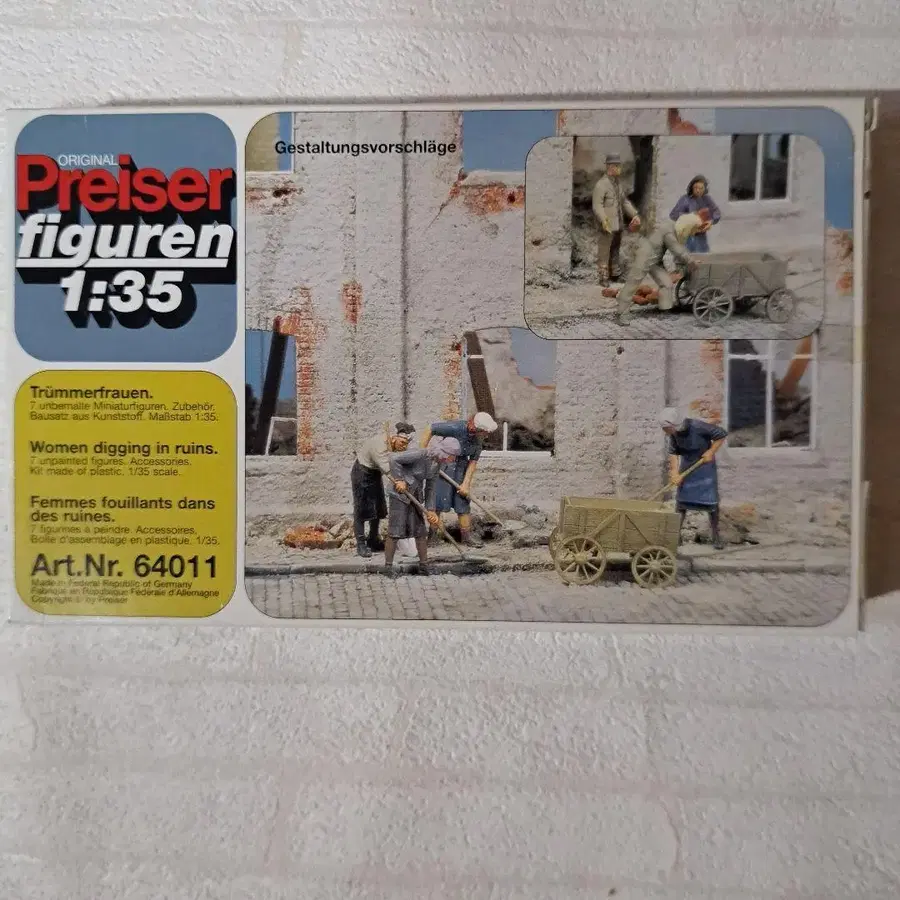 ORIGINAL
Preiser
figuren
1:35
Gestaltungsvorschläge
Trümmerfrauen.
7 unbemalte Miniaturfiguren. Zubehör.
Bausatz aus Kunststoff. Maßstab 1:35.
Women digging in ruins.
7 unpainted figures. Accessories.
Kit made of plastic. 1/35 scale.
Femmes fouillants dans
des ruines.
7 figurines à peindre. Accessoires.
Boîte d'assemblage en plastique. 1/35.
Art.Nr. 64011
Made in Federal Republic of Germany
Fabriqué en République Fédérale d'Allemagne
Copyright © by Preiser